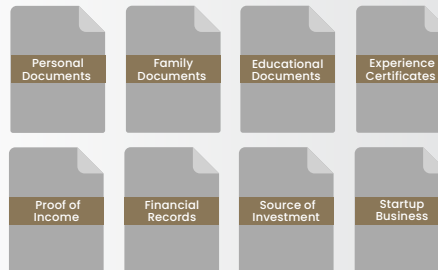 Personal
Documents
Family
Documents
Educational
Documents
Experience
Certificates
Proof of
Income
Financial
Records
Source of
Investment
Startup
Business